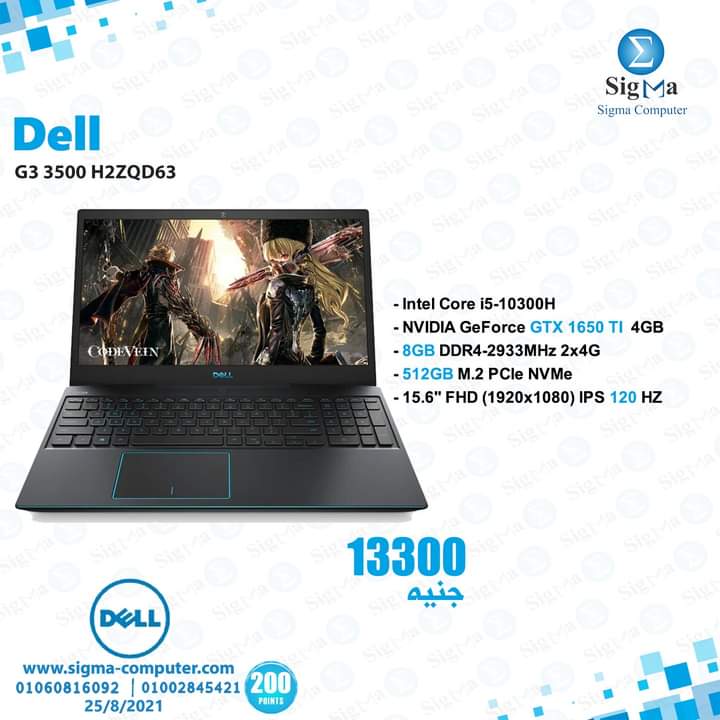 Σ
SigMa
Sigma Computer
Dell
G3 3500 H2ZQD63
CODEVEIN
DELL
- Intel Core i5-10300H
- NVIDIA GeForce GTX 1650 TI 4GB
- 8GB DDR4-2933MHz 2x4G
- 512GB M.2 PCIe NVMe
- 15.6" FHD (1920x1080) IPS 120 HZ
13300
جنيه
DELL
www.sigma-computer.com
01060816092 | 01002845421
25/8/2021
200
POINTS